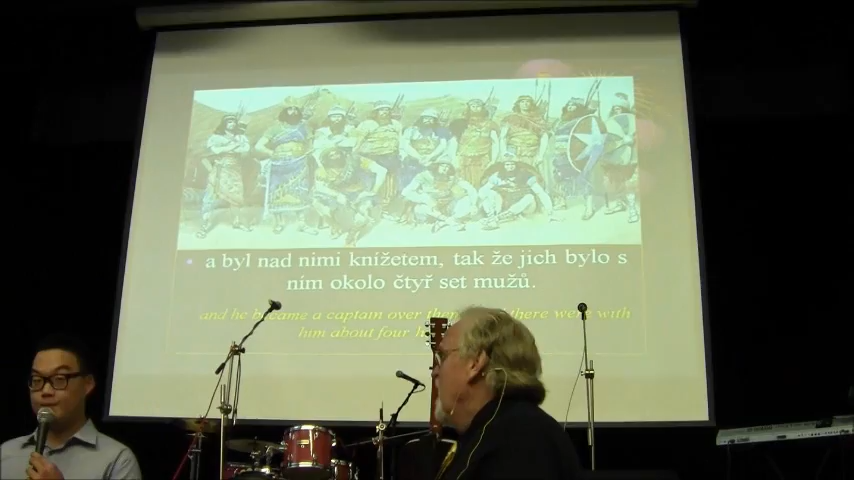 a byl nad nimi knížetem, tak že jich bylo s
ním okolo čtyř set mužů.
and he became a captain over them there were with
him about four